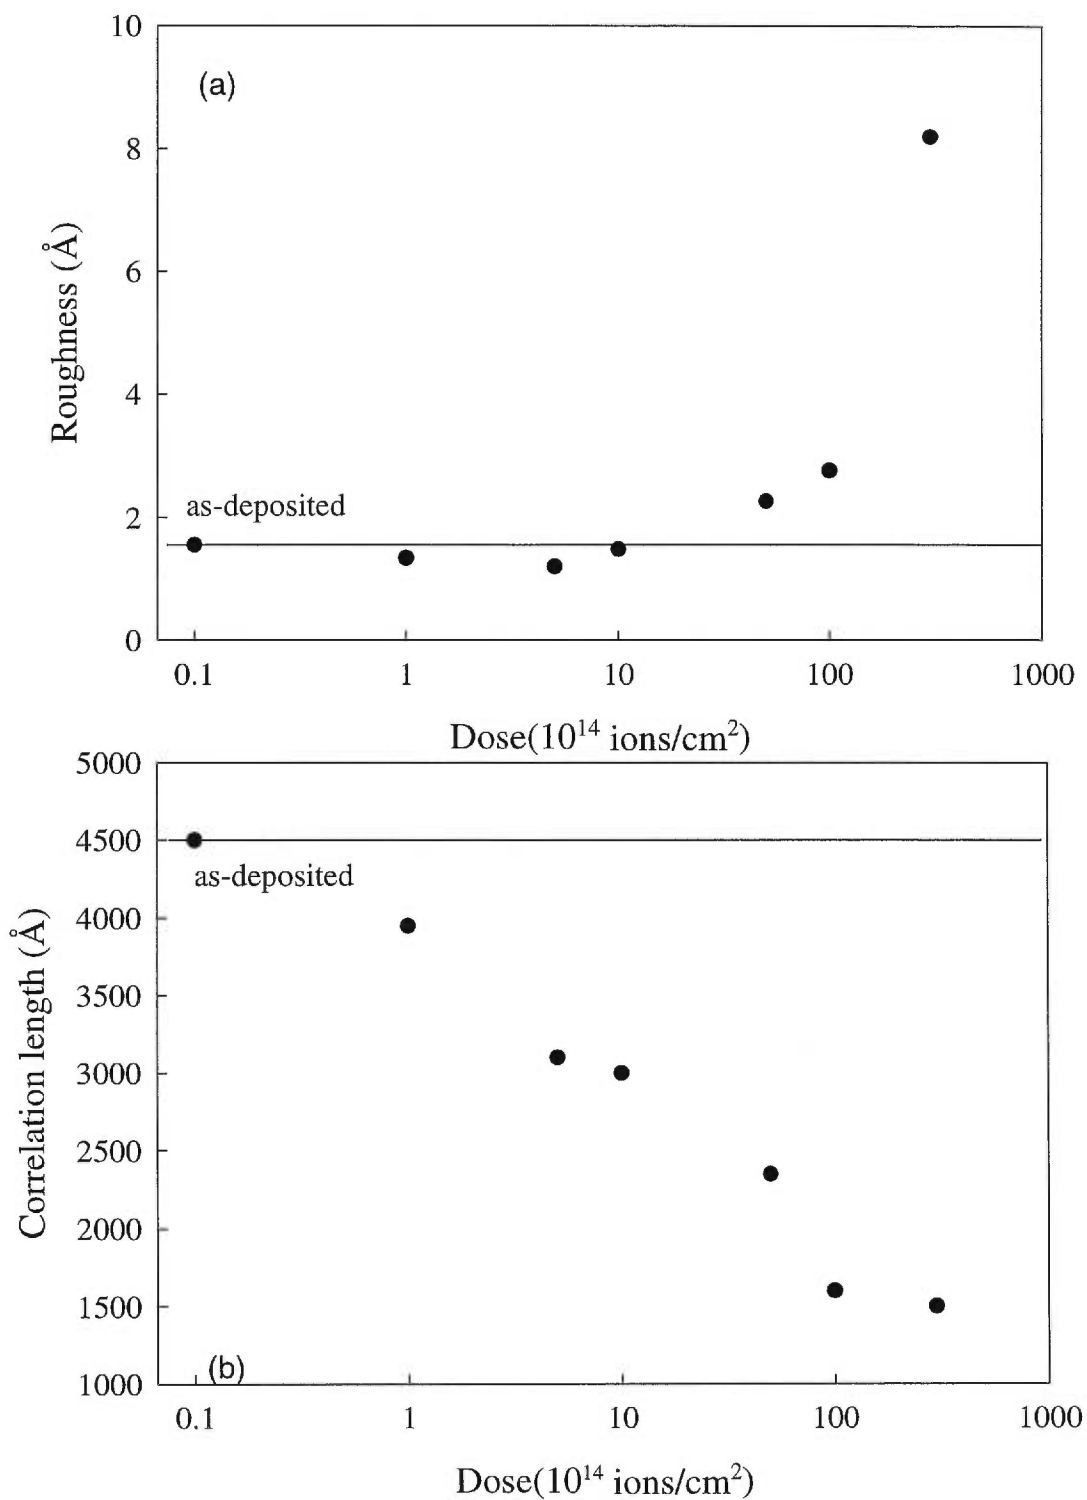 10
(a)
8
Roughness (Å)
6
4
as-deposited
2
0
0.1 1 10 100 1000
Dose(10¹⁴ ions/cm²)
5000
4500
as-deposited
4000
Correlation length (Å)
3500
3000
2500
2000
1500
(b)
1000
0.1 1 10 100 1000
Dose(10¹⁴ ions/cm²)